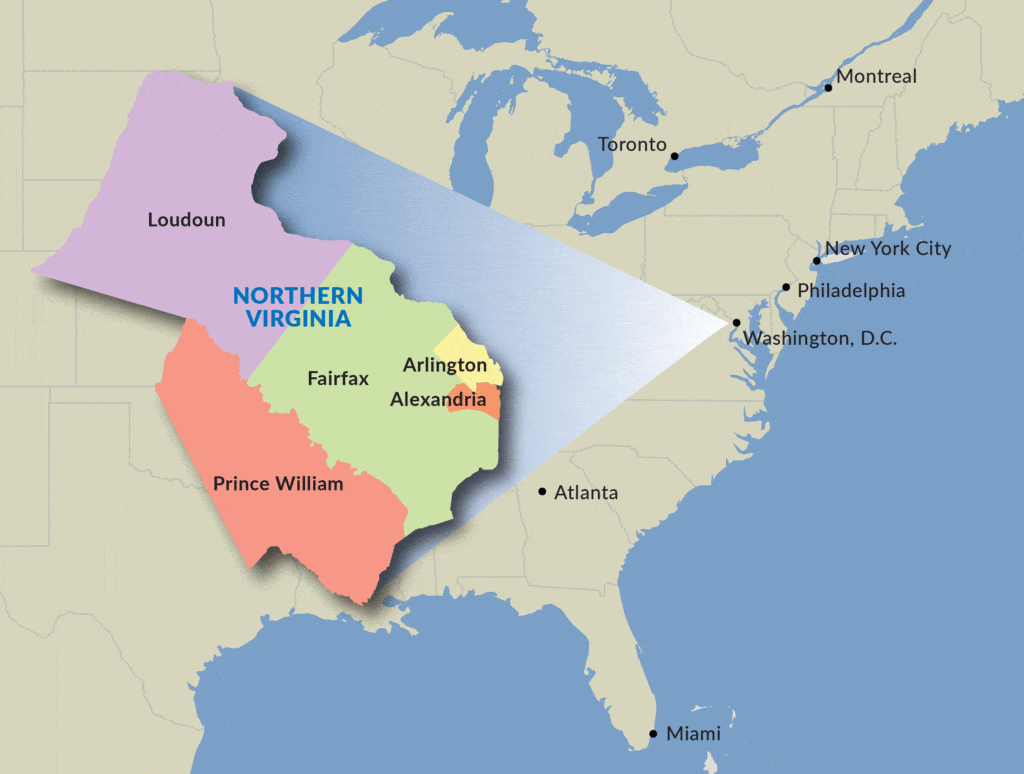 Montreal
Toronto
Loudoun
New York City
Philadelphia
NORTHERN
VIRGINIA
Washington, D.C.
Arlington
Fairfax
Alexandria
Prince William
Atlanta
Miami